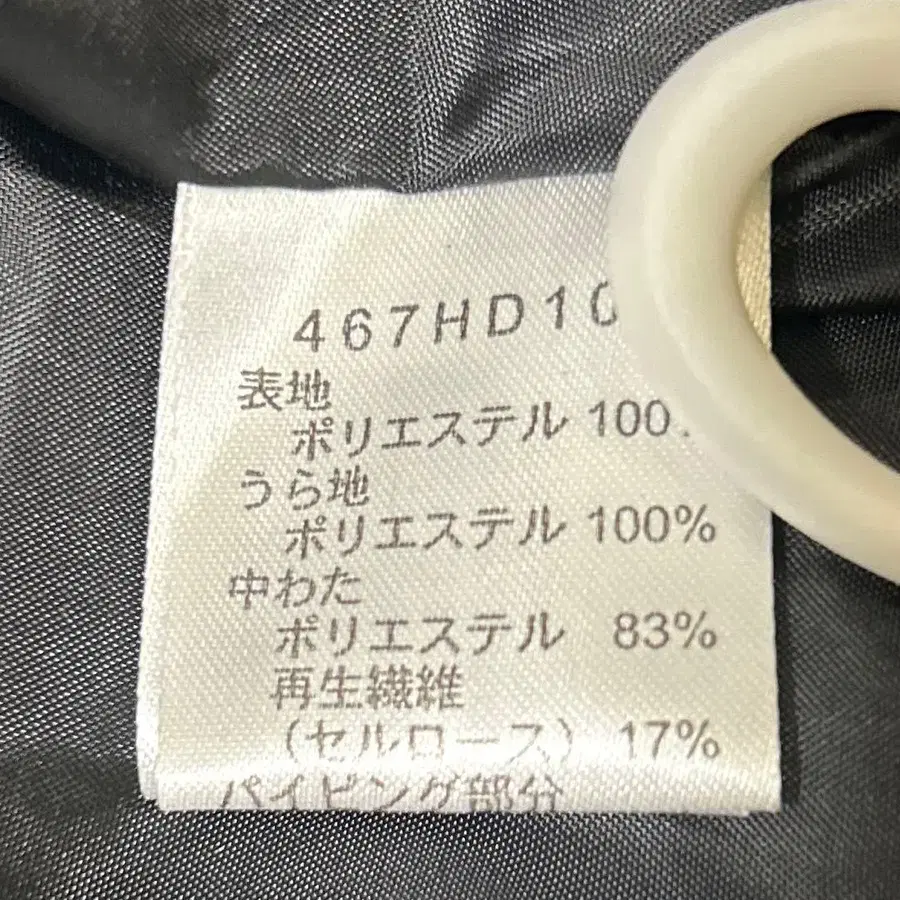 467HD10
表地
ポリエステル 100
うら地
ポリエステル 100%
中わた
ポリエステル 83%
再生繊維
(セルロース) 17%
パイピング部分